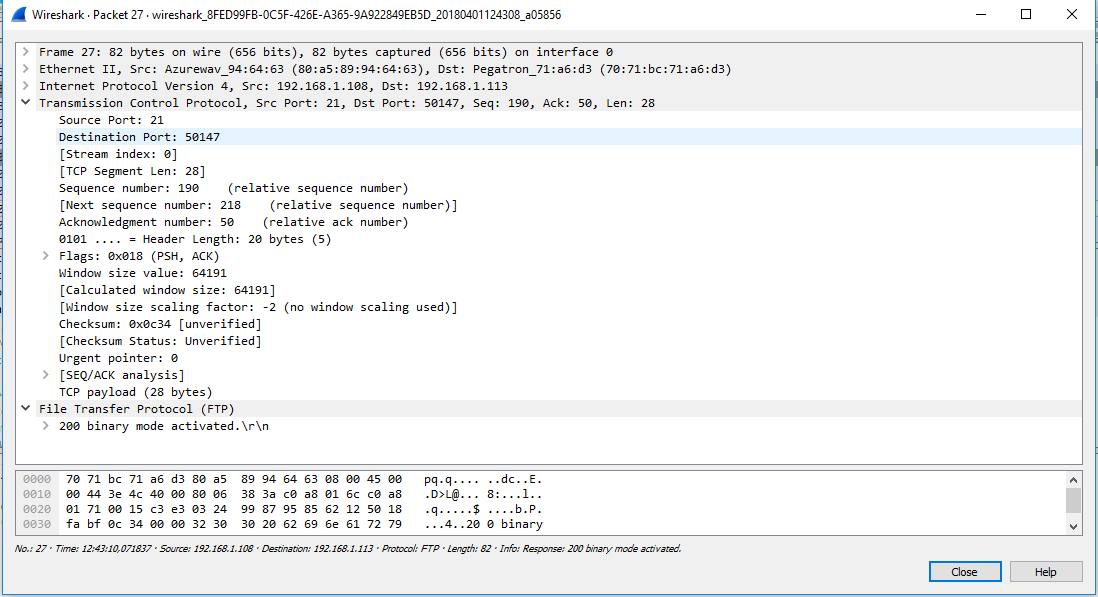 Wireshark · Packet 27 · wireshark_8FED99FB-0C5F-426E-A365-9A922849EB5D_20180401124308_a05856
Frame 27: 82 bytes on wire (656 bits), 82 bytes captured (656 bits) on interface 0
Ethernet II, Src: Azurewav_94:64:63 (80:a5:89:94:64:63), Dst: Pegatron_71:a6:d3 (70:71:bc:71:a6:d3)
Internet Protocol Version 4, Src: 192.168.1.108, Dst: 192.168.1.113
Transmission Control Protocol, Src Port: 21, Dst Port: 50147, Seq: 190, Ack: 50, Len: 28
Source Port: 21
Destination Port: 50147
[Stream index: 0]
[TCP Segment Len: 28]
Sequence number: 190    (relative sequence number)
[Next sequence number: 218    (relative sequence number)]
Acknowledgment number: 50    (relative ack number)
0101 .... = Header Length: 20 bytes (5)
Flags: 0x018 (PSH, ACK)
Window size value: 64191
[Calculated window size: 64191]
[Window size scaling factor: -2 (no window scaling used)]
Checksum: 0x0c34 [unverified]
[Checksum Status: Unverified]
Urgent pointer: 0
[SEQ/ACK analysis]
TCP payload (28 bytes)
File Transfer Protocol (FTP)
200 binary mode activated.\r\n
0000  70 71 bc 71 a6 d3 80 a5  89 94 64 63 08 00 45 00   pq.q.... ..dc..E.
0010  00 44 3e 4c 40 00 80 06  38 3a c0 a8 01 6c c0 a8   .D>L@... 8:...l..
0020  01 71 00 15 c3 e3 03 24  99 87 95 85 62 12 50 18   .q.....$ ....b.P.
0030  fa bf 0c 34 00 00 32 30  30 20 62 69 6e 61 72 79   ...4..20 0 binary
No.: 27 · Time: 12:43:10,071837 · Source: 192.168.1.108 · Destination: 192.168.1.113 · Protocol: FTP · Length: 82 · Info: Response: 200 binary mode activated.
Close
Help